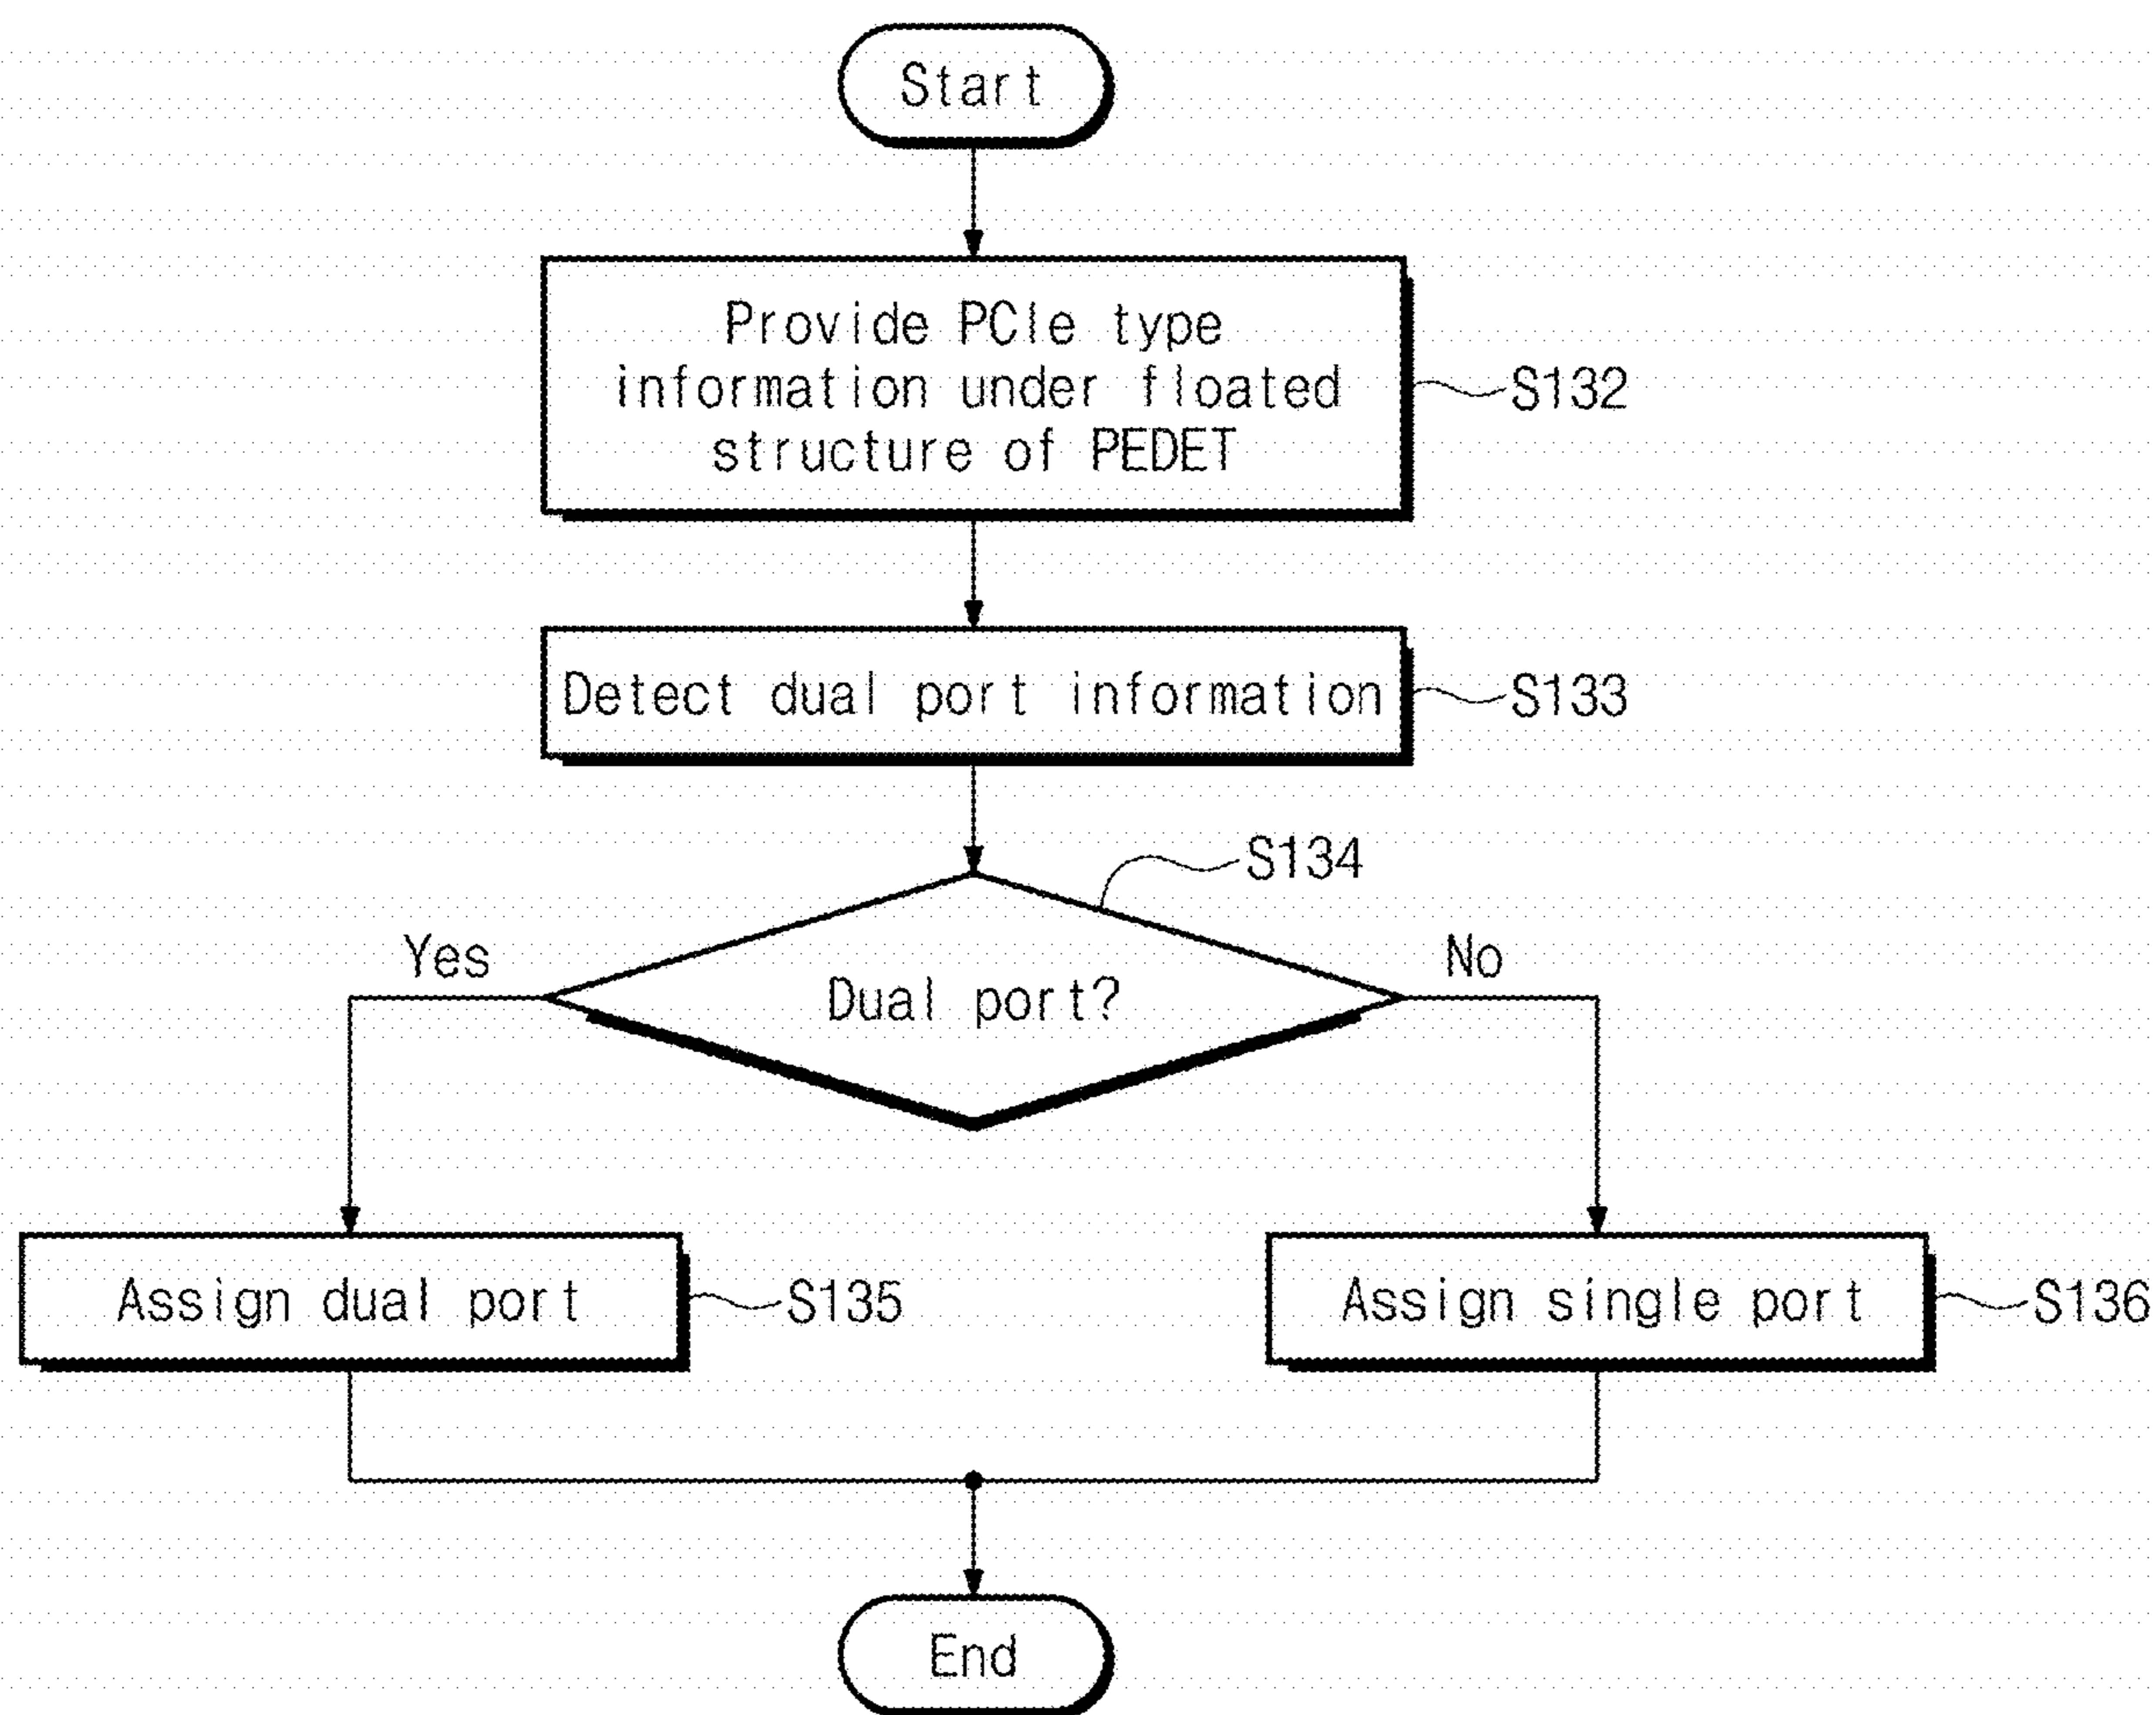 Start
Provide PCIe type
information under floated
structure of PEDET
S132
Detect dual port information
S133
S134
Yes
No
Dual port?
Assign dual port
S135
Assign single port
S136
End